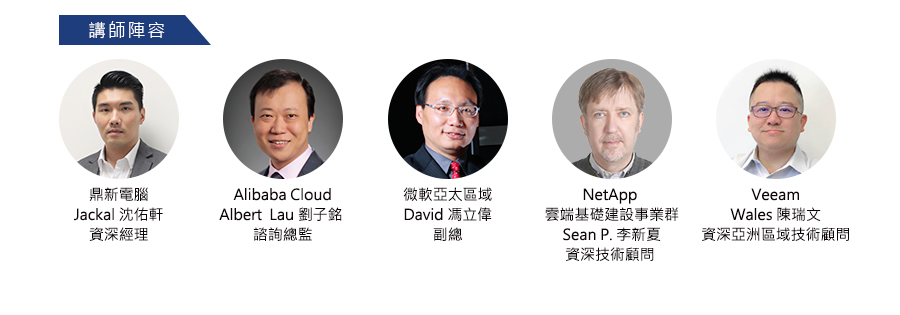 講師陣容
鼎新電腦
Jackal 沈佑軒
資深經理
Alibaba Cloud
Albert Lau 劉子銘
諮詢總監
微軟亞太區域
David 馮立偉
副總
NetApp
雲端基礎建設事業群
Sean P. 李新夏
資深技術顧問
Veeam
Wales 陳瑞文
資深亞洲區域技術顧問